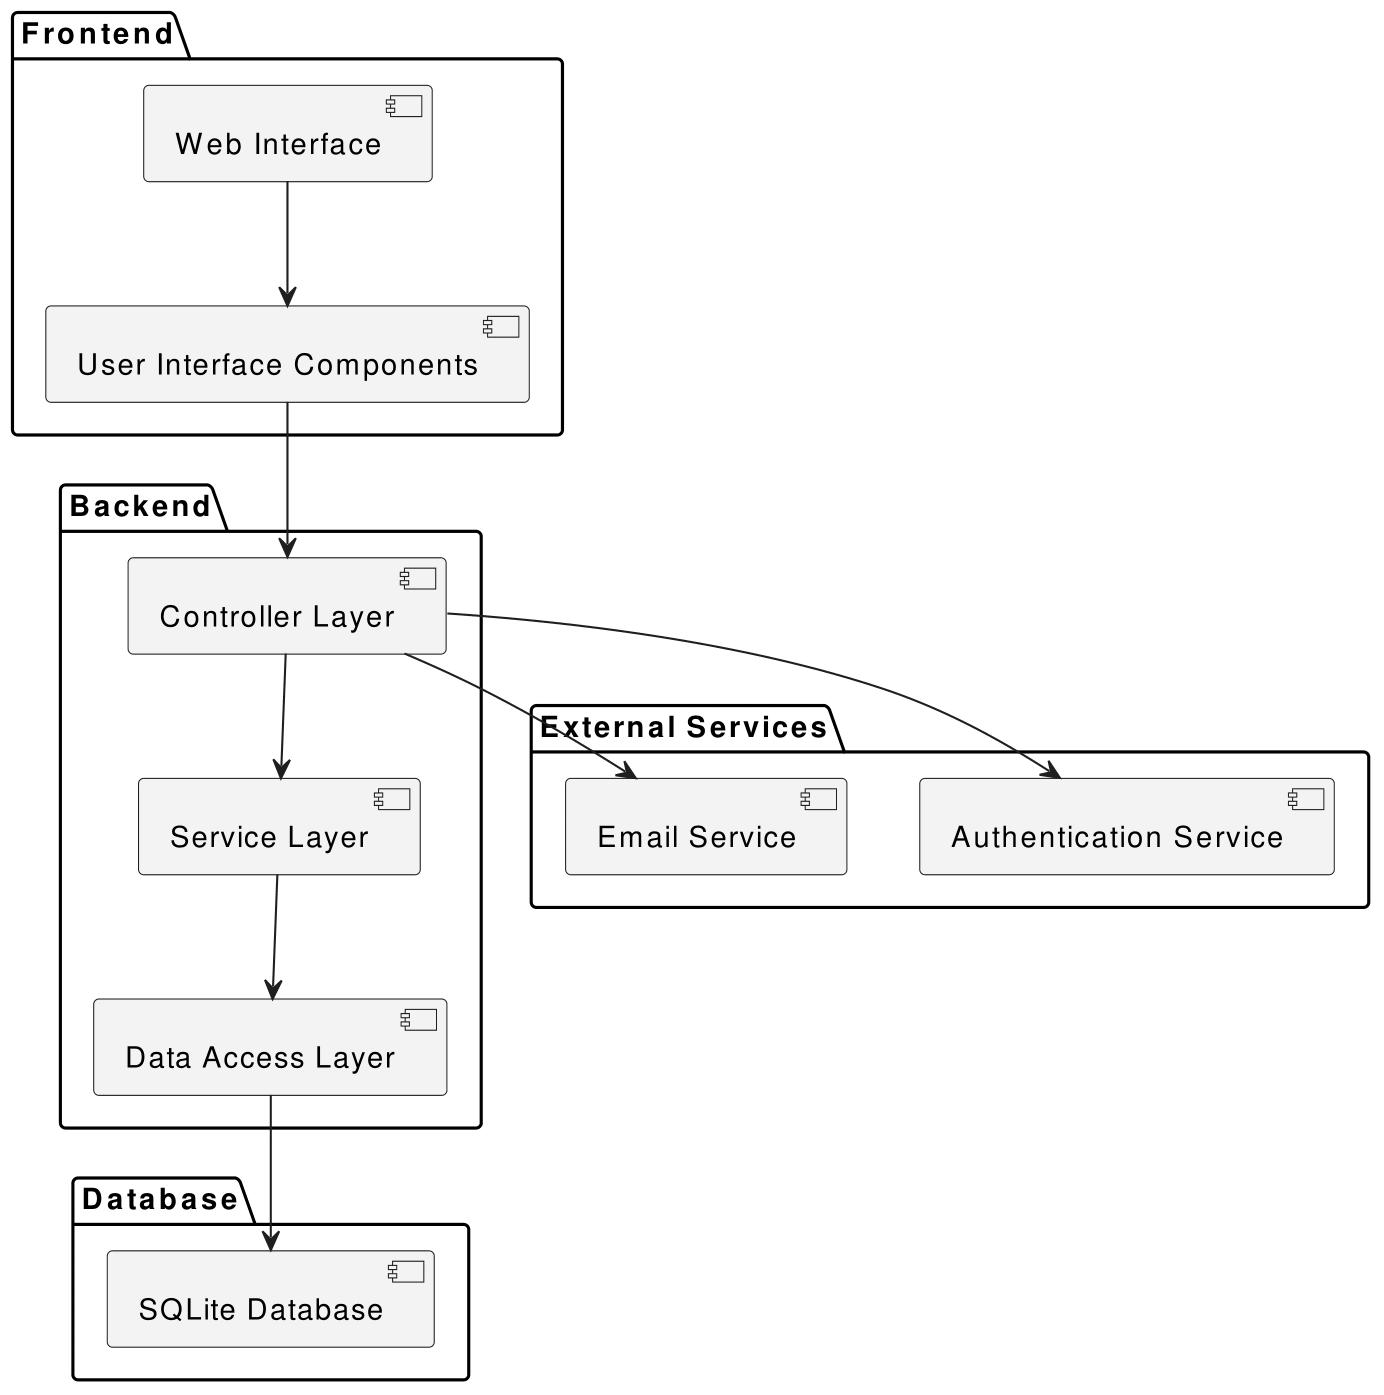 Frontend
Web Interface
User Interface Components
Backend
Controller Layer
External Services
Service Layer
Email Service
Authentication Service
Data Access Layer
Database
SQLite Database